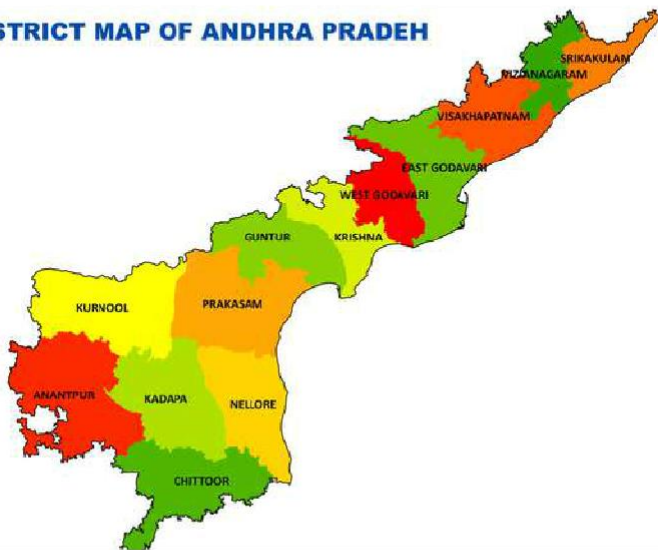 STRICT MAP OF ANDHRA PRADEH
SRIKAKULAM
VIZIANAGARAM
VISAKHAPATNAM
EAST GODAVARI
WEST GODAVARI
GUNTUR
KRISHNA
KURNOOL
PRAKASAM
ANANTPUR
KADAPA
NELLORE
CHITTOOR